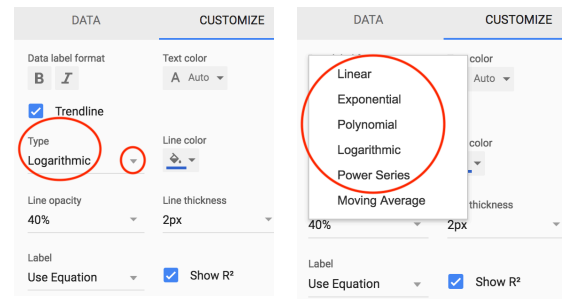 DATA
CUSTOMIZE
Data label format
Text color
B I
A Auto
Trendline
Type
Line color
Logarithmic
Line opacity
Line thickness
40%
2px
Label
Use Equation
Show R²
DATA
CUSTOMIZE
color
Linear
Auto
Exponential
Polynomial
Logarithmic
color
Power Series
Moving Average
thickness
40%
2px
Label
Use Equation
Show R²